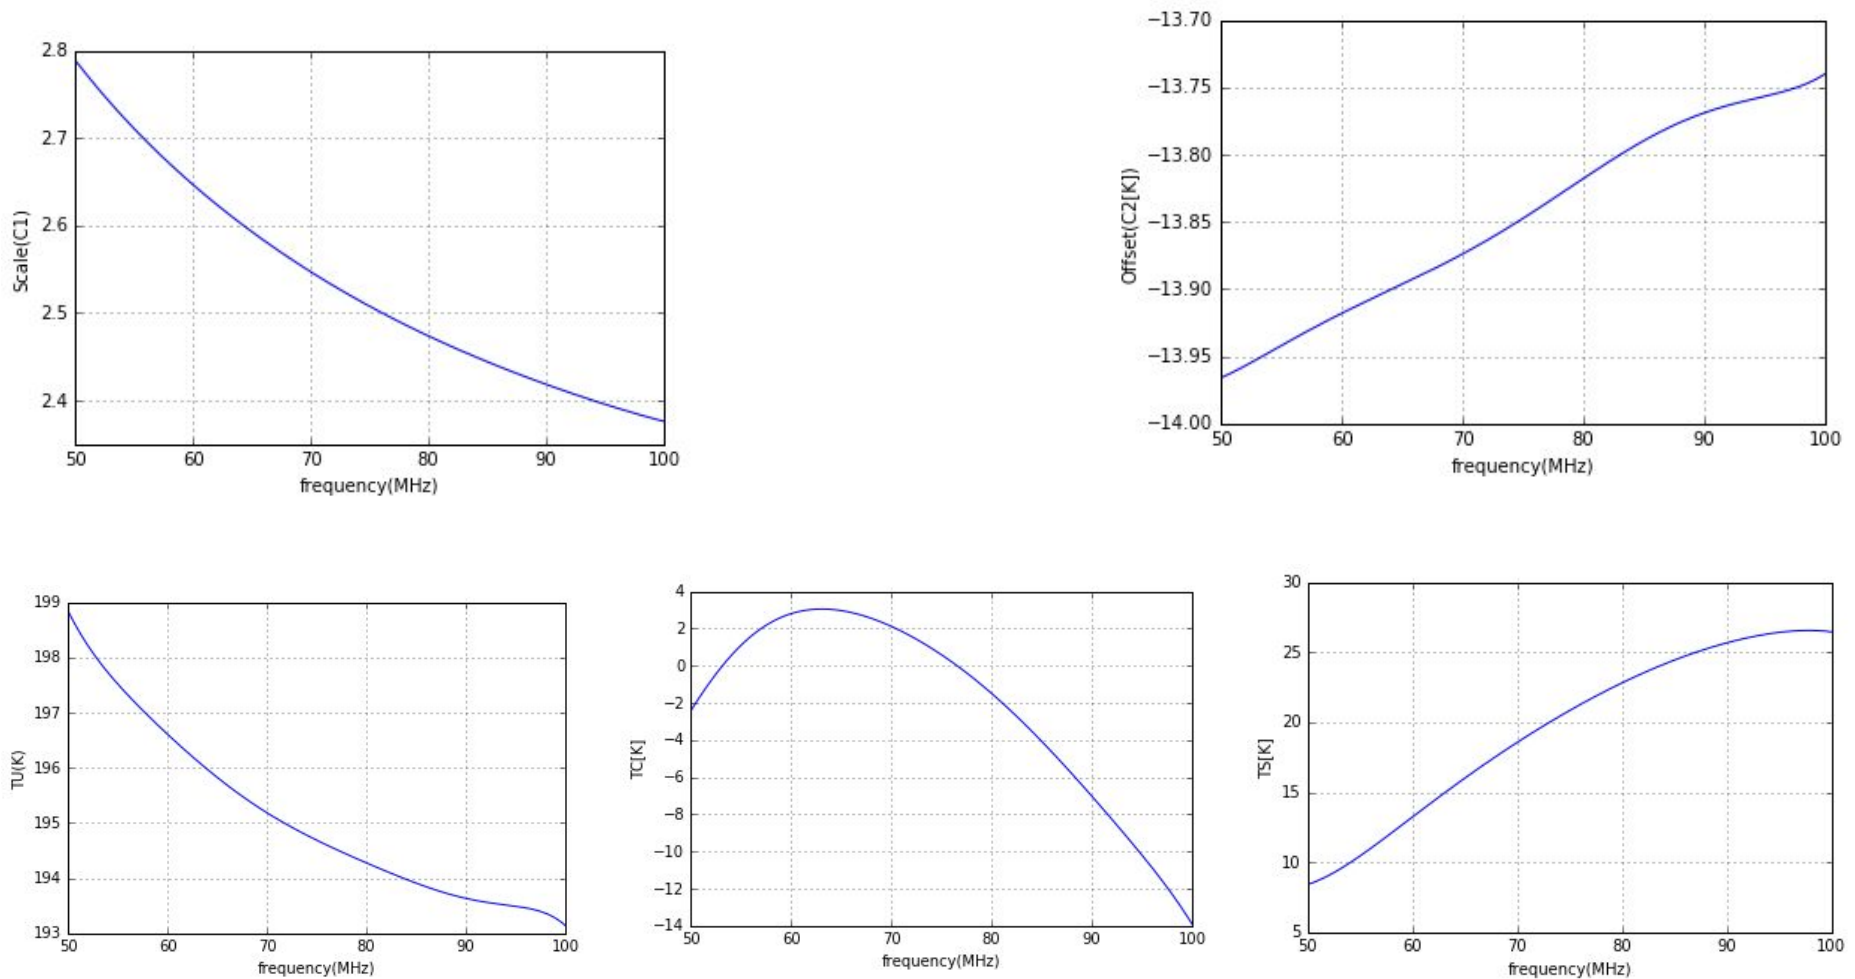 2.8
2.7
2.6
2.5
2.4
Scale(C1)
50 60 70 80 90 100
frequency(MHz)
−13.70
−13.75
−13.80
−13.85
−13.90
−13.95
−14.00
Offset(C2[K])
50 60 70 80 90 100
frequency(MHz)
199
198
197
196
195
194
193
TU(K)
50 60 70 80 90 100
frequency(MHz)
4
2
0
−2
−4
−6
−8
−10
−12
−14
TC[K]
50 60 70 80 90 100
frequency(MHz)
30
25
20
15
10
5
TS[K]
50 60 70 80 90 100
frequency(MHz)